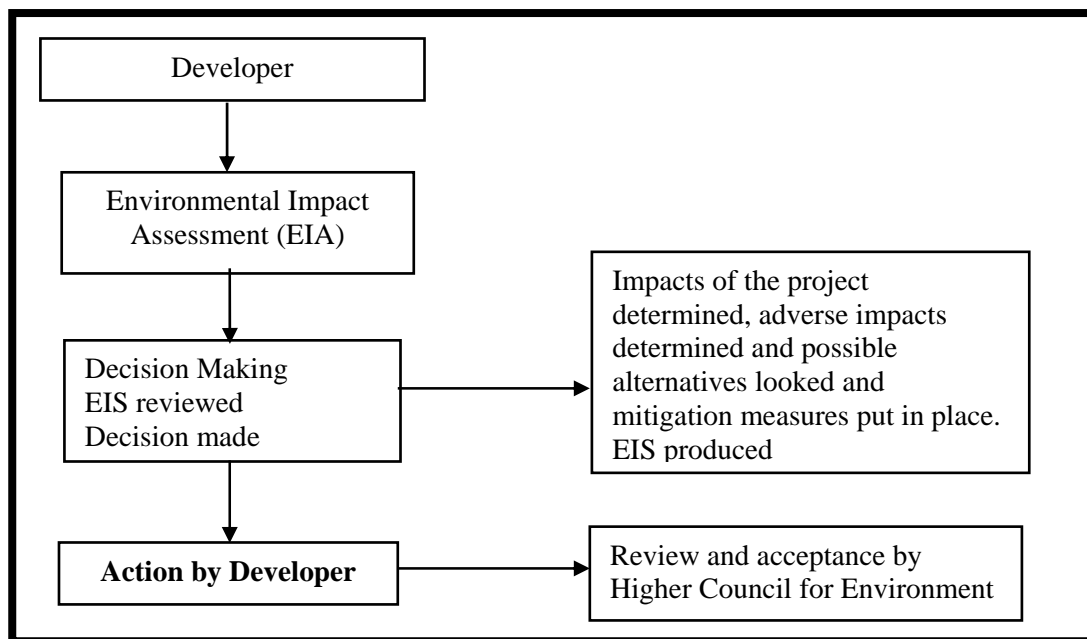 Developer
Environmental Impact
Assessment (EIA)
Impacts of the project
determined, adverse impacts
determined and possible
alternatives looked and
mitigation measures put in place.
EIS produced
Decision Making
EIS reviewed
Decision made
Action by Developer
Review and acceptance by
Higher Council for Environment